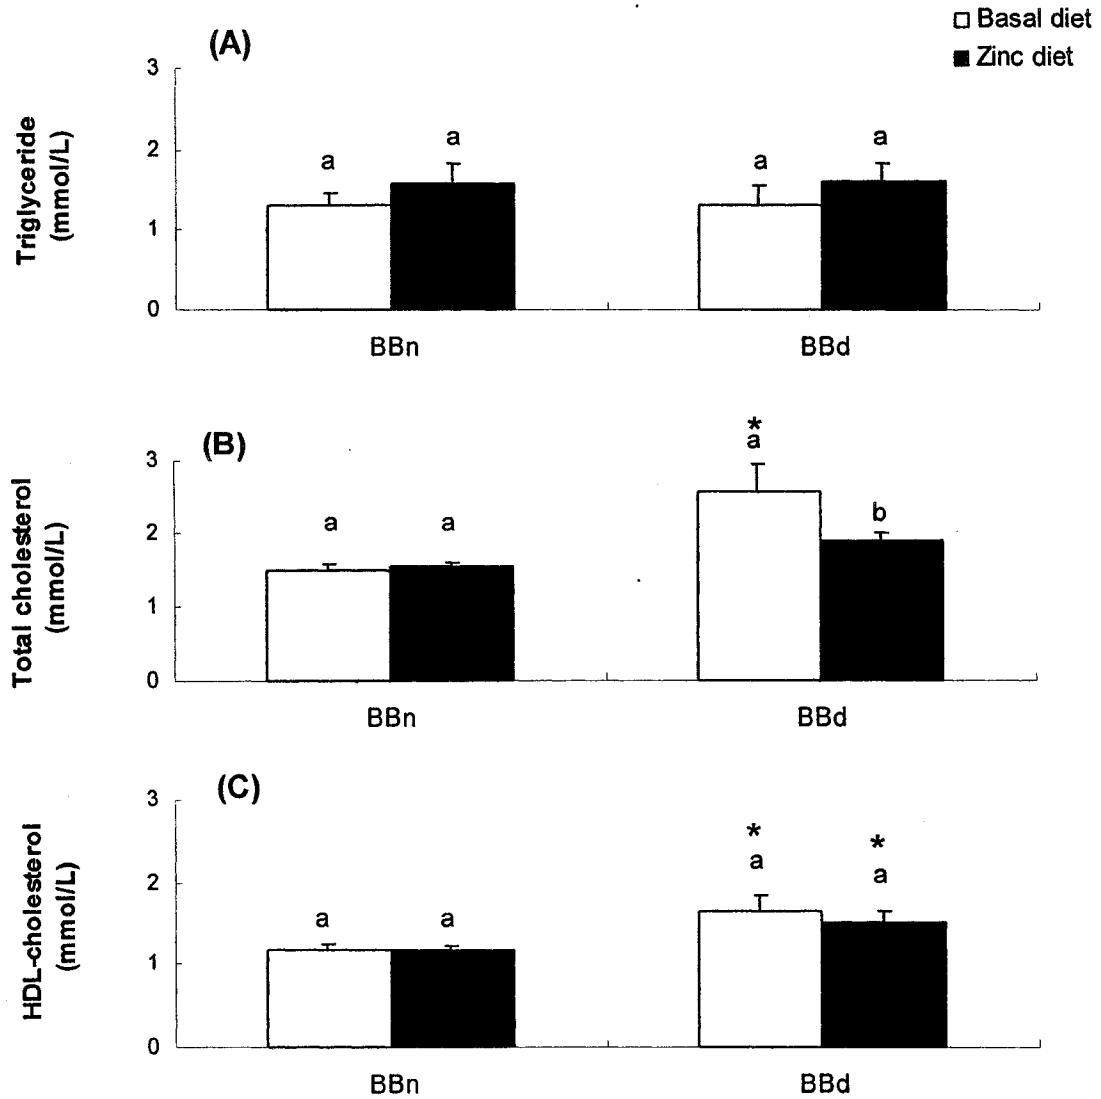 Basal diet
Zinc diet
(A)
Triglyceride
(mmol/L)
3
2
1
0
a
a
a
a
BBn
BBd
(B)
Total cholesterol
(mmol/L)
3
2
1
0
a
a
*
a
b
BBn
BBd
(C)
HDL-cholesterol
(mmol/L)
3
2
1
0
a
a
*
a
*
a
BBn
BBd